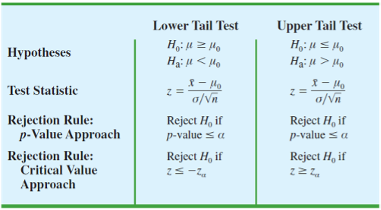 Lower Tail Test Upper Tail Test
Hypotheses
H₀: μ ≥ μ₀ H₀: μ ≤ μ₀
Hₐ: μ < μ₀ Hₐ: μ > μ₀
Test Statistic z = (x̄ − μ₀)/(σ/√n) z = (x̄ − μ₀)/(σ/√n)
Rejection Rule: Reject H₀ if Reject H₀ if
p-Value Approach p-value ≤ α p-value ≤ α
Rejection Rule: Reject H₀ if Reject H₀ if
Critical Value z ≤ −zₐ z ≥ zₐ
Approach